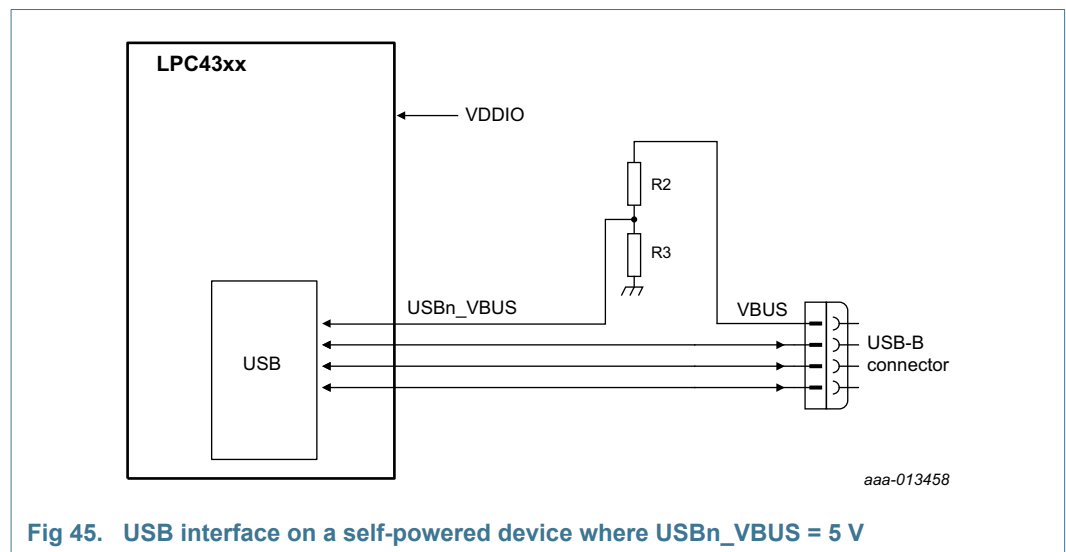 LPC43xx
VDDIO
R2
R3
USBn_VBUS
VBUS
USB
USB-B
connector
aaa-013458
Fig 45. USB interface on a self-powered device where USBn_VBUS = 5 V